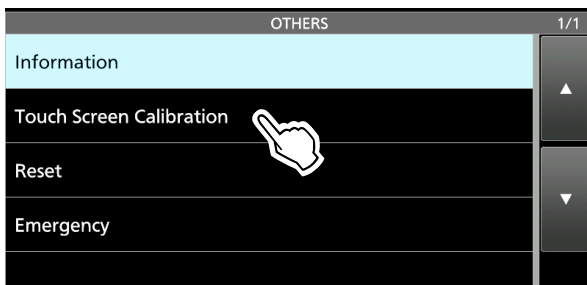 OTHERS 1/1
Information
Touch Screen Calibration
Reset
Emergency